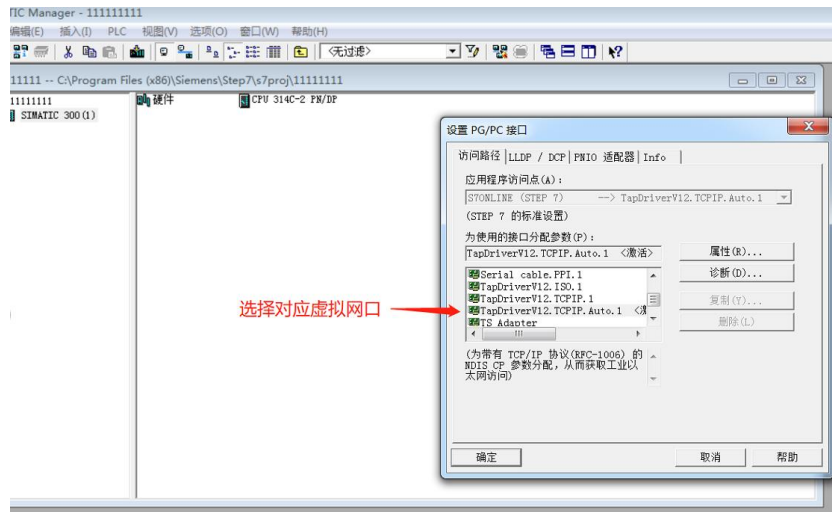 TIC Manager - 111111111
编辑(E) 插入(I) PLC 视图(V) 选项(O) 窗口(W) 帮助(H)
<无过滤>
11111 -- C:\Program Files (x86)\Siemens\Step7\s7proj\11111111
11111111
SIMATIC 300(1)
硬件
CPU 314C-2 PN/DP
设置 PG/PC 接口
访问路径 LLDP / DCP PNIO 适配器 Info
应用程序访问点(A):
S7ONLINE (STEP 7) --> TapDriverV12.TCPIP.Auto.1
(STEP 7 的标准设置)
为使用的接口分配参数(P):
TapDriverV12.TCPIP.Auto.1 <激活>
属性(R)...
Serial cable.PPI.1
诊断(D)...
TapDriverV12.ISO.1
TapDriverV12.TCPIP.1
复制(Y)...
TapDriverV12.TCPIP.Auto.1 <激
选择对应虚拟网口
TS Adapter
删除(L)
(为带有 TCP/IP 协议(RFC-1006) 的
NDIS CP 参数分配，从而获取工业以
太网访问)
确定
取消
帮助